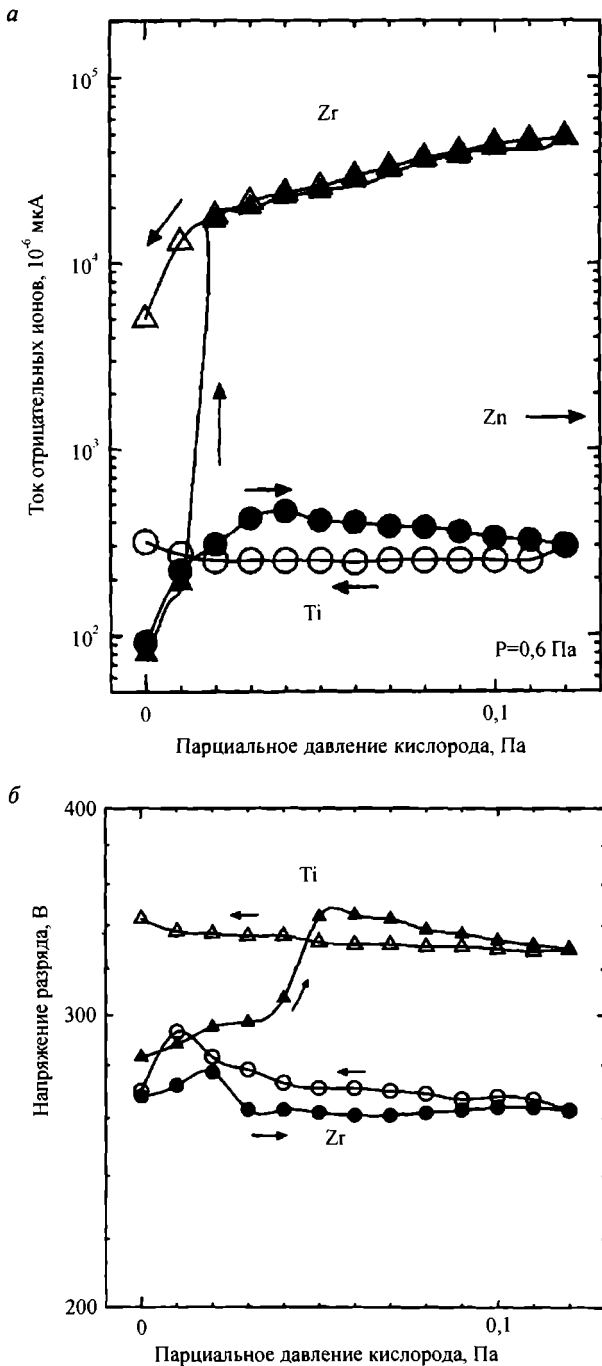 а
10⁵
10⁴
10³
10²
Ток отрицательных ионов, 10⁻⁶ мкА
Zr
Zn
Ti
P=0,6 Па
0
0,1
Парциальное давление кислорода, Па
б
400
300
200
Напряжение разряда, В
Ti
Zr
0
0,1
Парциальное давление кислорода, Па